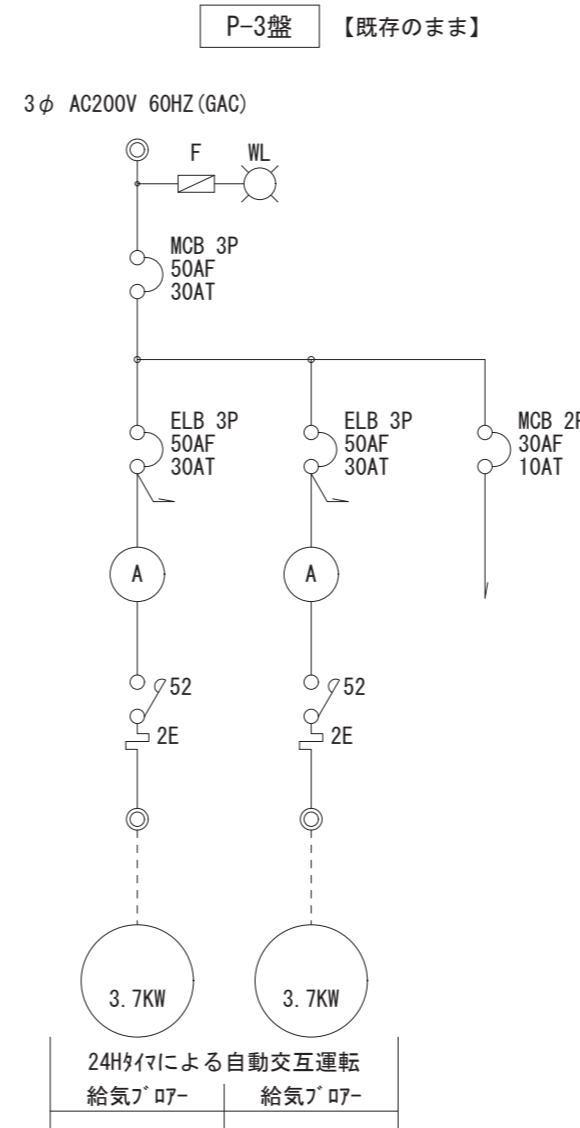 P-3盤 【既存のまま】
3φ AC200V 60HZ(GAC)
F WL
MCB 3P
50AF
30AT
ELB 3P
50AF
30AT
ELB 3P
50AF
30AT
MCB 2P
30AF
10AT
A A
52 52
2E 2E
3.7KW 3.7KW
24Hﾀｲﾏによる自動交互運転
給気ﾌﾞﾛｱｰ 給気ﾌﾞﾛｱｰ